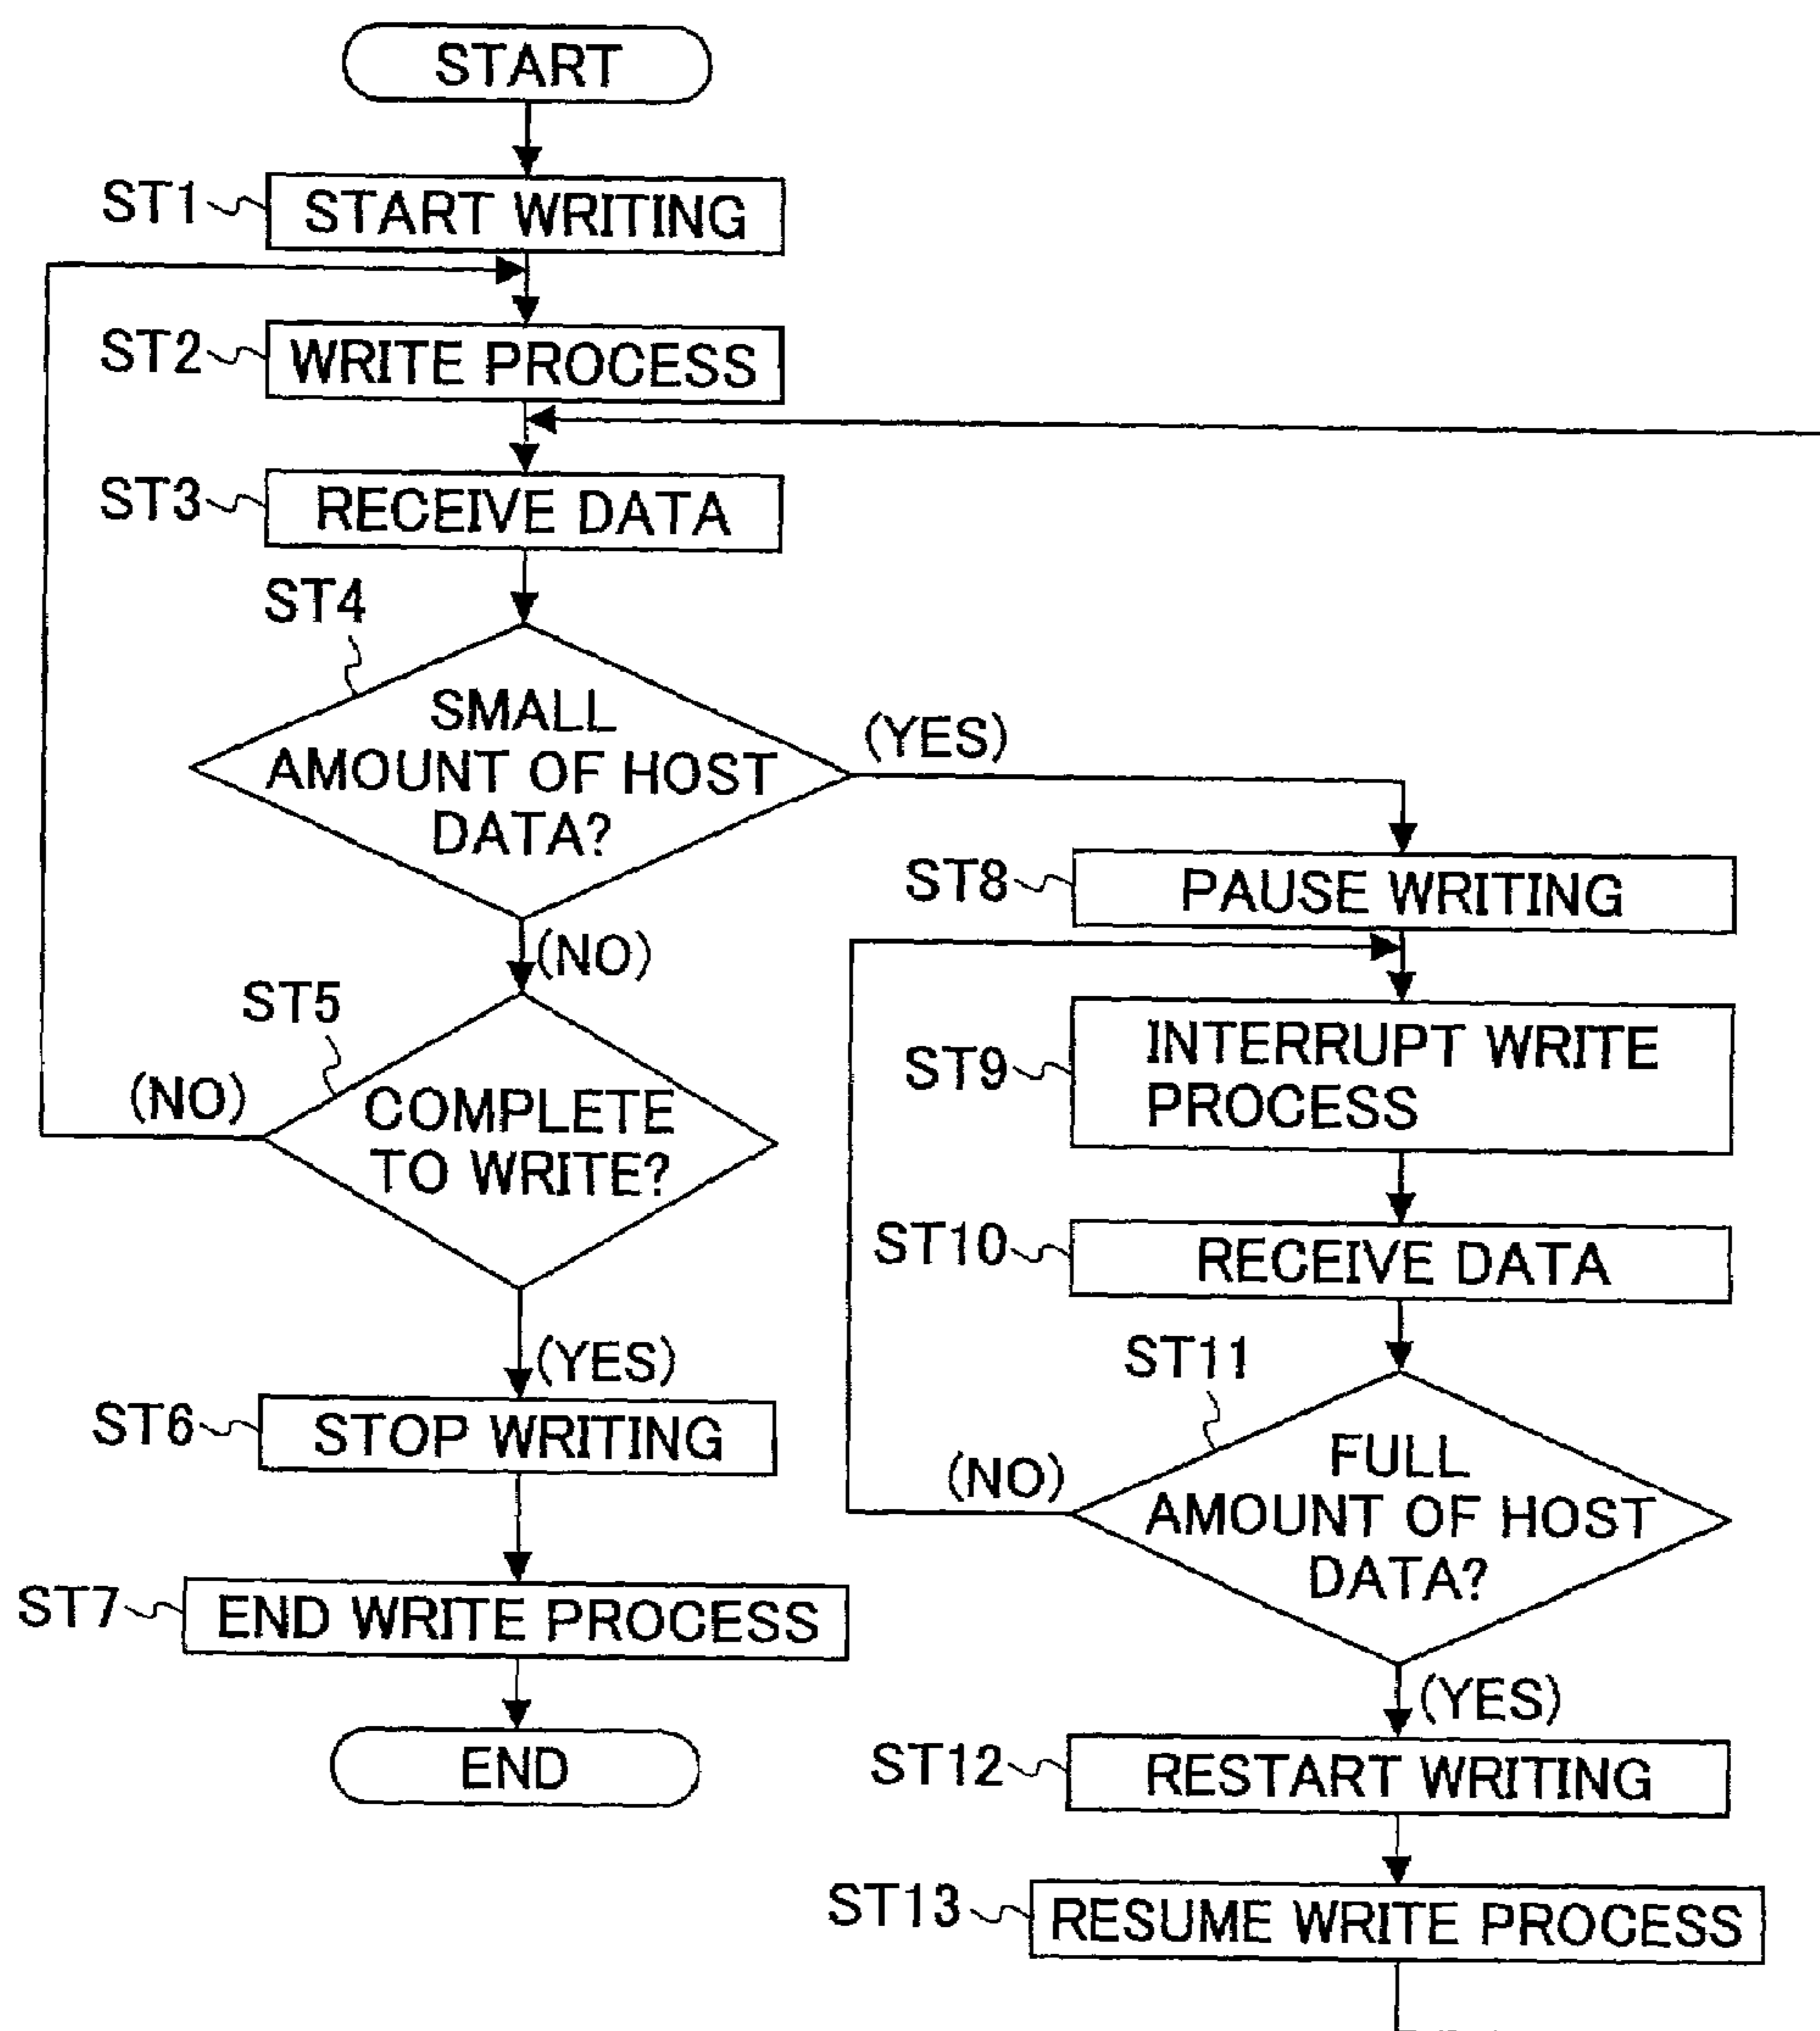 START
ST1
START WRITING
ST2
WRITE PROCESS
ST3
RECEIVE DATA
ST4
SMALL
AMOUNT OF HOST
DATA?
(YES)
(NO)
ST5
COMPLETE
TO WRITE?
(NO)
(YES)
ST6
STOP WRITING
ST7
END WRITE PROCESS
END
ST8
PAUSE WRITING
ST9
INTERRUPT WRITE
PROCESS
ST10
RECEIVE DATA
ST11
FULL
AMOUNT OF HOST
DATA?
(NO)
(YES)
ST12
RESTART WRITING
ST13
RESUME WRITE PROCESS